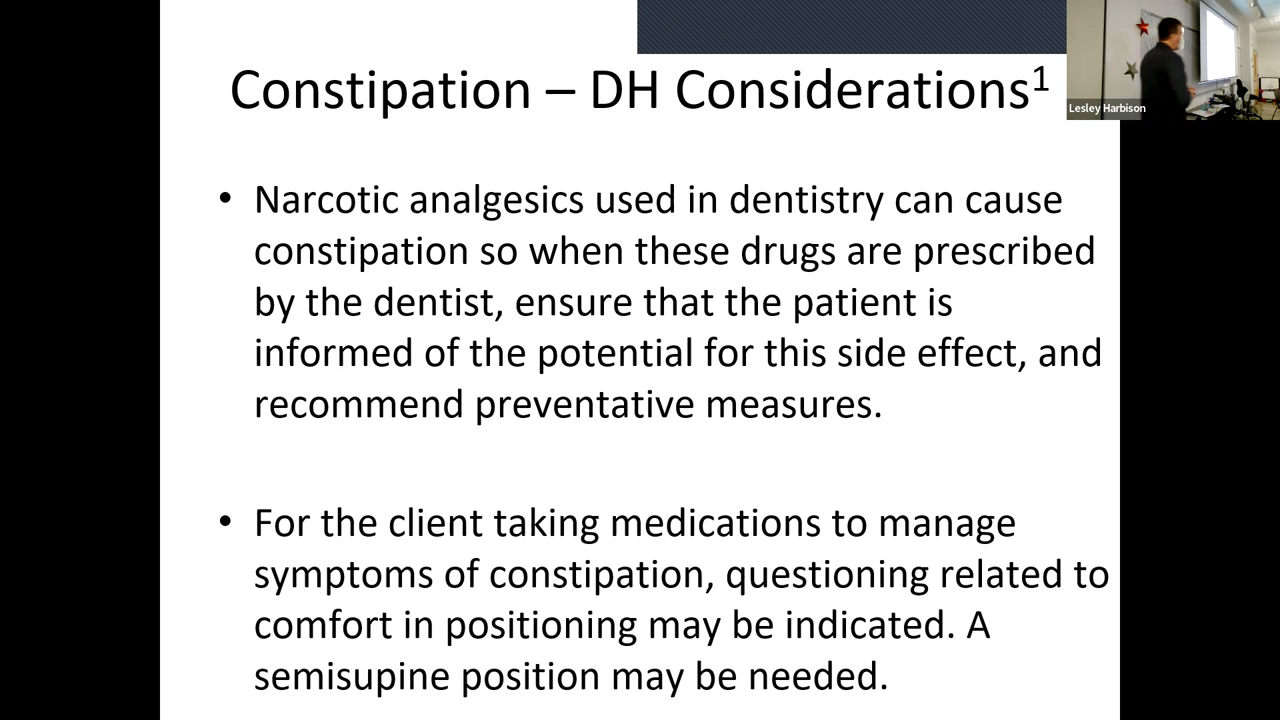 Constipation – DH Considerations¹
Lesley Harbison
• Narcotic analgesics used in dentistry can cause
constipation so when these drugs are prescribed
by the dentist, ensure that the patient is
informed of the potential for this side effect, and
recommend preventative measures.
• For the client taking medications to manage
symptoms of constipation, questioning related to
comfort in positioning may be indicated. A
semisupine position may be needed.